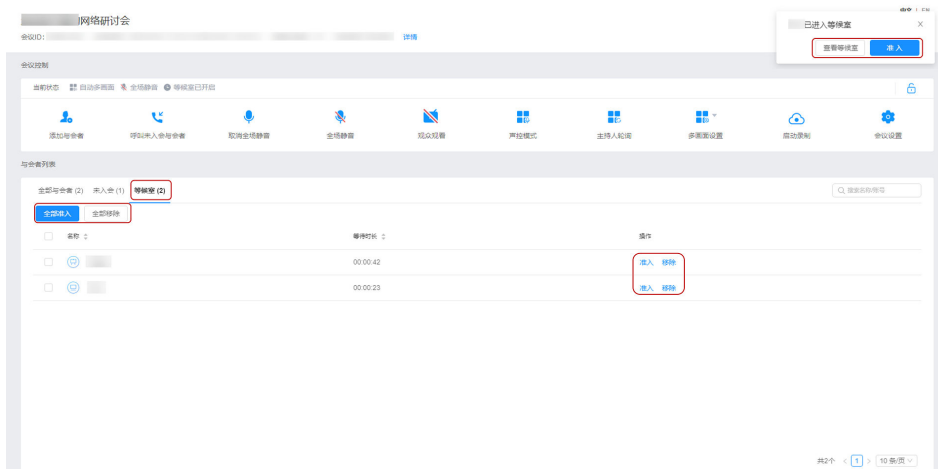 中文 | EN
的网络研讨会
会议ID:
详情
已进入等候室
查看等候室 准入
会议控制
当前状态 自动多画面 全场静音 等候室已开启
添加与会者 呼叫未入会与会者 取消全场静音 全场静音 观众观看 声控模式 主持人轮询 多画面设置 启动录制 会议设置
与会者列表
全部与会者 (2) 未入会 (1) 等候室 (2) 搜索名称/账号
全部准入 全部移除
名称 等待时长 操作
00:00:42 准入 移除
00:00:23 准入 移除
共2个 < 1 > 10 条/页